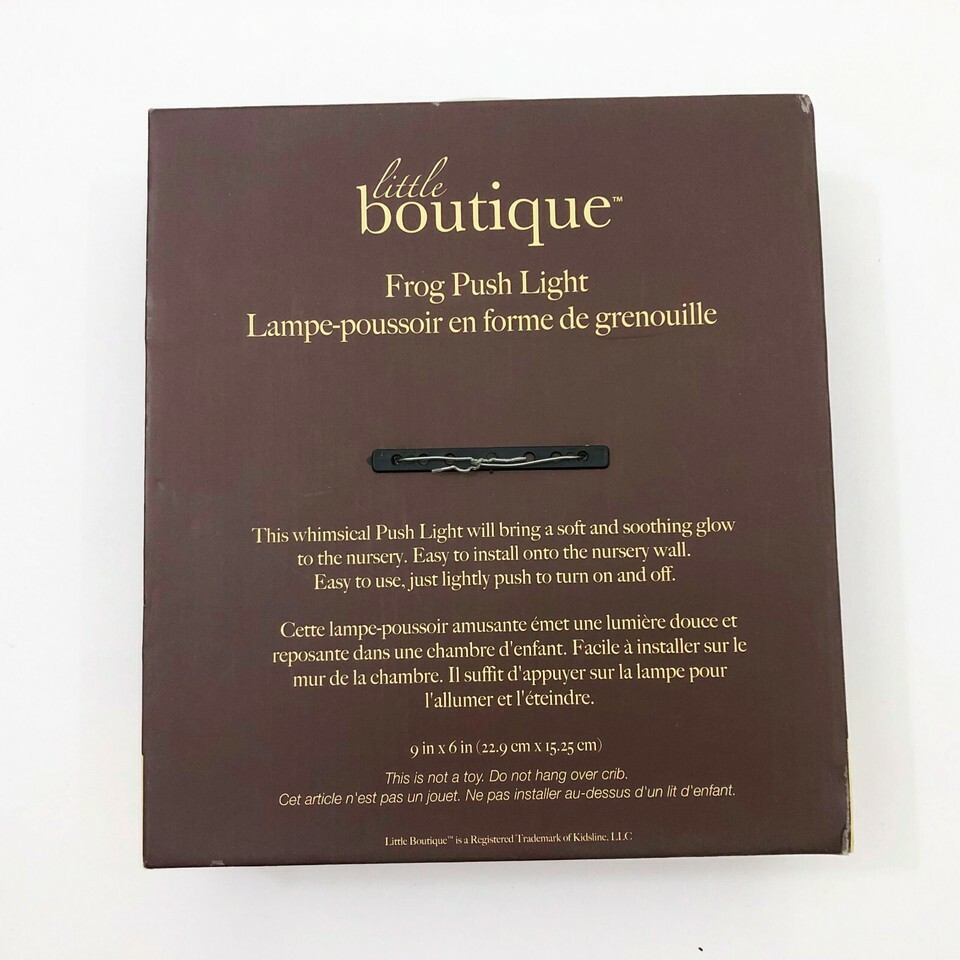 little
boutique™
Frog Push Light
Lampe-poussoir en forme de grenouille
This whimsical Push Light will bring a soft and soothing glow
to the nursery. Easy to install onto the nursery wall.
Easy to use, just lightly push to turn on and off.
Cette lampe-poussoir amusante émet une lumière douce et
reposante dans une chambre d'enfant. Facile à installer sur le
mur de la chambre. Il suffit d'appuyer sur la lampe pour
l'allumer et l'éteindre.
9 in x 6 in (22.9 cm x 15.25 cm)
This is not a toy. Do not hang over crib.
Cet article n'est pas un jouet. Ne pas installer au-dessus d'un lit d'enfant.
Little Boutique™ is a Registered Trademark of Kidsline, LLC